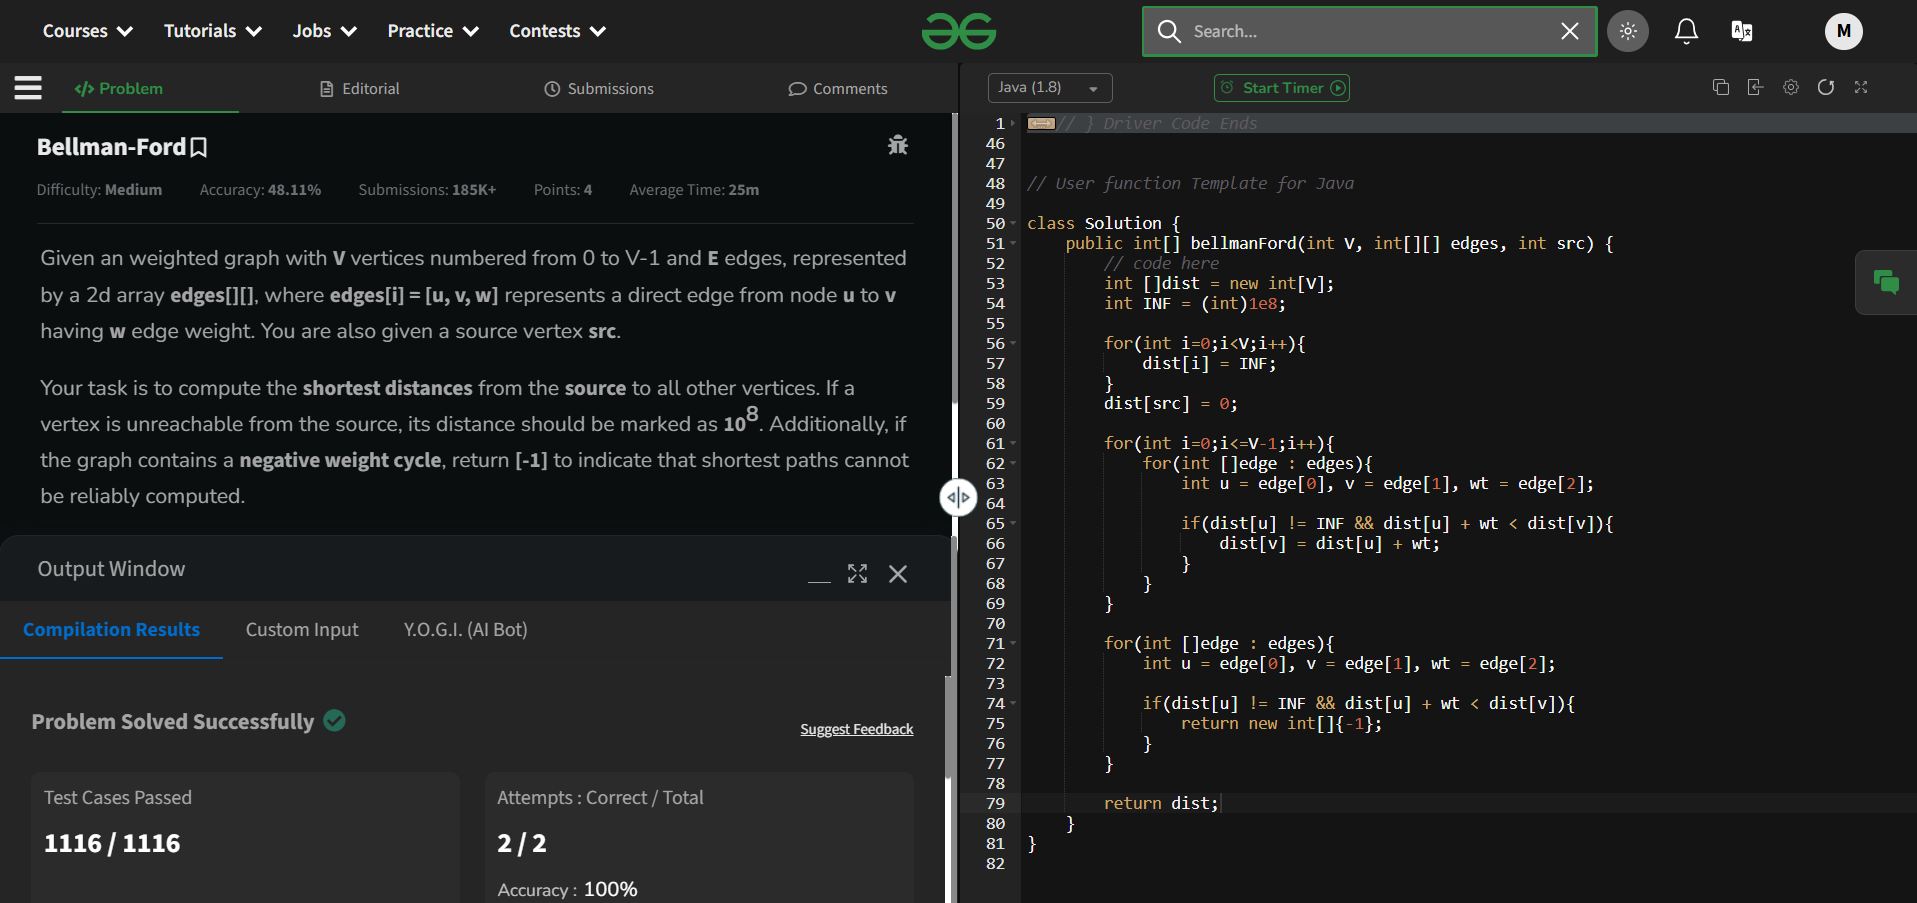 Courses Tutorials Jobs Practice Contests Search... M
Problem Editorial Submissions Comments
Bellman-Ford
Difficulty: Medium Accuracy: 48.11% Submissions: 185K+ Points: 4 Average Time: 25m
Given an weighted graph with V vertices numbered from 0 to V-1 and E edges, represented
by a 2d array edges[][], where edges[i] = [u, v, w] represents a direct edge from node u to v
having w edge weight. You are also given a source vertex src.
Your task is to compute the shortest distances from the source to all other vertices. If a
vertex is unreachable from the source, its distance should be marked as 10^8. Additionally, if
the graph contains a negative weight cycle, return [-1] to indicate that shortest paths cannot
be reliably computed.
Output Window
Compilation Results Custom Input Y.O.G.I. (AI Bot)
Problem Solved Successfully
Suggest Feedback
Test Cases Passed
1116 / 1116
Attempts : Correct / Total
2 / 2
Accuracy : 100%
Java (1.8) Start Timer
1 // } Driver Code Ends
46
47
48 // User function Template for Java
49
50 class Solution {
51     public int[] bellmanFord(int V, int[][] edges, int src) {
52         // code here
53         int []dist = new int[V];
54         int INF = (int)1e8;
55
56         for(int i=0;i<V;i++){
57             dist[i] = INF;
58         }
59         dist[src] = 0;
60
61         for(int i=0;i<=V-1;i++){
62             for(int []edge : edges){
63                 int u = edge[0], v = edge[1], wt = edge[2];
64
65                 if(dist[u] != INF && dist[u] + wt < dist[v]){
66                     dist[v] = dist[u] + wt;
67                 }
68             }
69         }
70
71         for(int []edge : edges){
72             int u = edge[0], v = edge[1], wt = edge[2];
73
74             if(dist[u] != INF && dist[u] + wt < dist[v]){
75                 return new int[]{-1};
76             }
77         }
78
79         return dist;
80     }
81 }
82